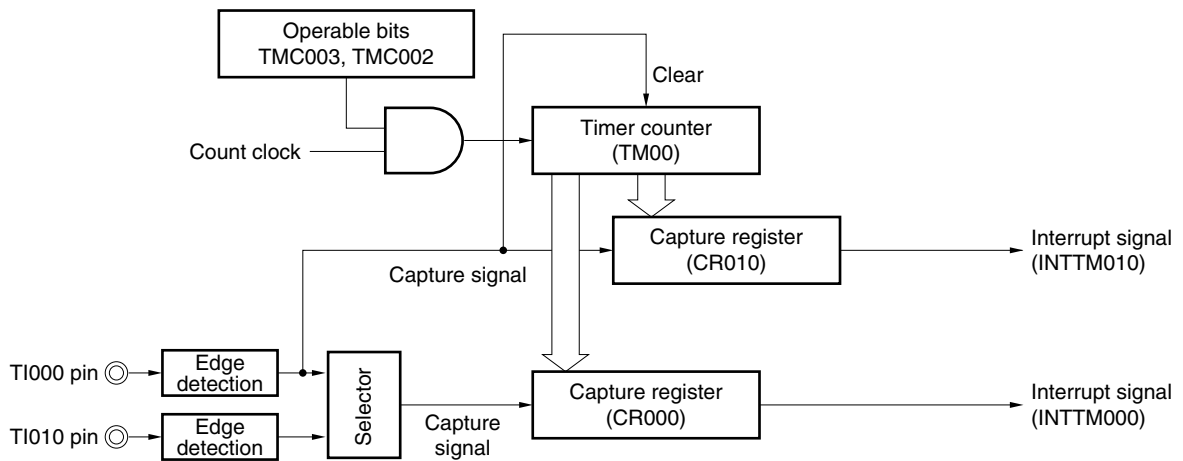 Operable bits
TMC003, TMC002
Clear
Timer counter
(TM00)
Count clock
Capture register
(CR010)
Interrupt signal
(INTTM010)
Capture signal
TI000 pin
Edge
detection
Selector
Capture register
(CR000)
Interrupt signal
(INTTM000)
TI010 pin
Edge
detection
Capture
signal